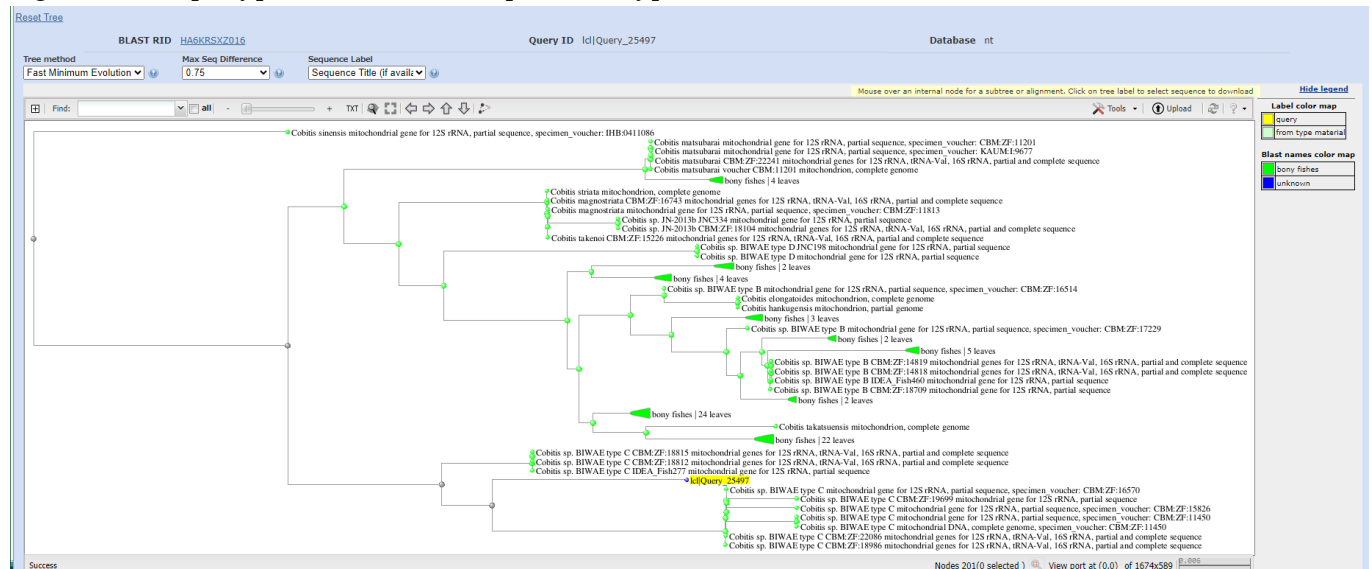 Reset Tree
BLAST RID HA6KRSXZ016 Query ID lcl|Query_25497 Database nt
Tree method Max Seq Difference Sequence Label
Fast Minimum Evolution 0.75 Sequence Title (if availa
Mouse over an internal node for a subtree or alignment. Click on tree label to select sequence to download Hide legend
Find: all - + TXT Tools Upload ? Label color map
query
from type material
Blast names color map
bony fishes
unknown
Cobitis sinensis mitochondrial gene for 12S rRNA, partial sequence, specimen_voucher: IHB:0411086
Cobitis matsubarai mitochondrial gene for 12S rRNA, partial sequence, specimen_voucher: CBM:ZF:11201
Cobitis matsubarai mitochondrial gene for 12S rRNA, partial sequence, specimen_voucher: KAUM:I:9677
Cobitis matsubarai CBM:ZF:22241 mitochondrial genes for 12S rRNA, tRNA-Val, 16S rRNA, partial and complete sequence
Cobitis matsubarai voucher CBM:11201 mitochondrion, complete genome
bony fishes | 4 leaves
Cobitis striata mitochondrion, complete genome
Cobitis magnostriata CBM:ZF:16743 mitochondrial genes for 12S rRNA, tRNA-Val, 16S rRNA, partial and complete sequence
Cobitis magnostriata mitochondrial gene for 12S rRNA, partial sequence, specimen_voucher: CBM:ZF:11813
Cobitis sp. JN-2013b JNC334 mitochondrial gene for 12S rRNA, partial sequence
Cobitis sp. JN-2013b CBM:ZF:18104 mitochondrial genes for 12S rRNA, tRNA-Val, 16S rRNA, partial and complete sequence
Cobitis takenoi CBM:ZF:15226 mitochondrial genes for 12S rRNA, tRNA-Val, 16S rRNA, partial and complete sequence
Cobitis sp. BIWAE type D JNC198 mitochondrial gene for 12S rRNA, partial sequence
Cobitis sp. BIWAE type D mitochondrial gene for 12S rRNA, partial sequence
bony fishes | 2 leaves
bony fishes | 4 leaves
Cobitis sp. BIWAE type B mitochondrial gene for 12S rRNA, partial sequence, specimen_voucher: CBM:ZF:16514
Cobitis elongatoides mitochondrion, complete genome
Cobitis hankugensis mitochondrion, partial genome
bony fishes | 3 leaves
Cobitis sp. BIWAE type B mitochondrial gene for 12S rRNA, partial sequence, specimen_voucher: CBM:ZF:17229
bony fishes | 2 leaves
bony fishes | 5 leaves
Cobitis sp. BIWAE type B CBM:ZF:14819 mitochondrial genes for 12S rRNA, tRNA-Val, 16S rRNA, partial and complete sequence
Cobitis sp. BIWAE type B CBM:ZF:14818 mitochondrial genes for 12S rRNA, tRNA-Val, 16S rRNA, partial and complete sequence
Cobitis sp. BIWAE type B IDEA_Fish460 mitochondrial gene for 12S rRNA, partial sequence
Cobitis sp. BIWAE type B CBM:ZF:18709 mitochondrial gene for 12S rRNA, partial sequence
bony fishes | 2 leaves
bony fishes | 24 leaves
Cobitis takatsuensis mitochondrion, complete genome
bony fishes | 22 leaves
Cobitis sp. BIWAE type C CBM:ZF:18815 mitochondrial genes for 12S rRNA, tRNA-Val, 16S rRNA, partial and complete sequence
Cobitis sp. BIWAE type C CBM:ZF:18812 mitochondrial genes for 12S rRNA, tRNA-Val, 16S rRNA, partial and complete sequence
Cobitis sp. BIWAE type C IDEA_Fish277 mitochondrial gene for 12S rRNA, partial sequence
lcl|Query_25497
Cobitis sp. BIWAE type C mitochondrial gene for 12S rRNA, partial sequence, specimen_voucher: CBM:ZF:16570
Cobitis sp. BIWAE type C CBM:ZF:19699 mitochondrial gene for 12S rRNA, partial sequence
Cobitis sp. BIWAE type C mitochondrial gene for 12S rRNA, partial sequence, specimen_voucher: CBM:ZF:15826
Cobitis sp. BIWAE type C mitochondrial gene for 12S rRNA, partial sequence, specimen_voucher: CBM:ZF:11450
Cobitis sp. BIWAE type C mitochondrial DNA, complete genome, specimen_voucher: CBM:ZF:11450
Cobitis sp. BIWAE type C CBM:ZF:22086 mitochondrial genes for 12S rRNA, tRNA-Val, 16S rRNA, partial and complete sequence
Cobitis sp. BIWAE type C CBM:ZF:18986 mitochondrial genes for 12S rRNA, tRNA-Val, 16S rRNA, partial and complete sequence
Success Nodes 201(0 selected ) View port at (0,0) of 1674x589 0.006